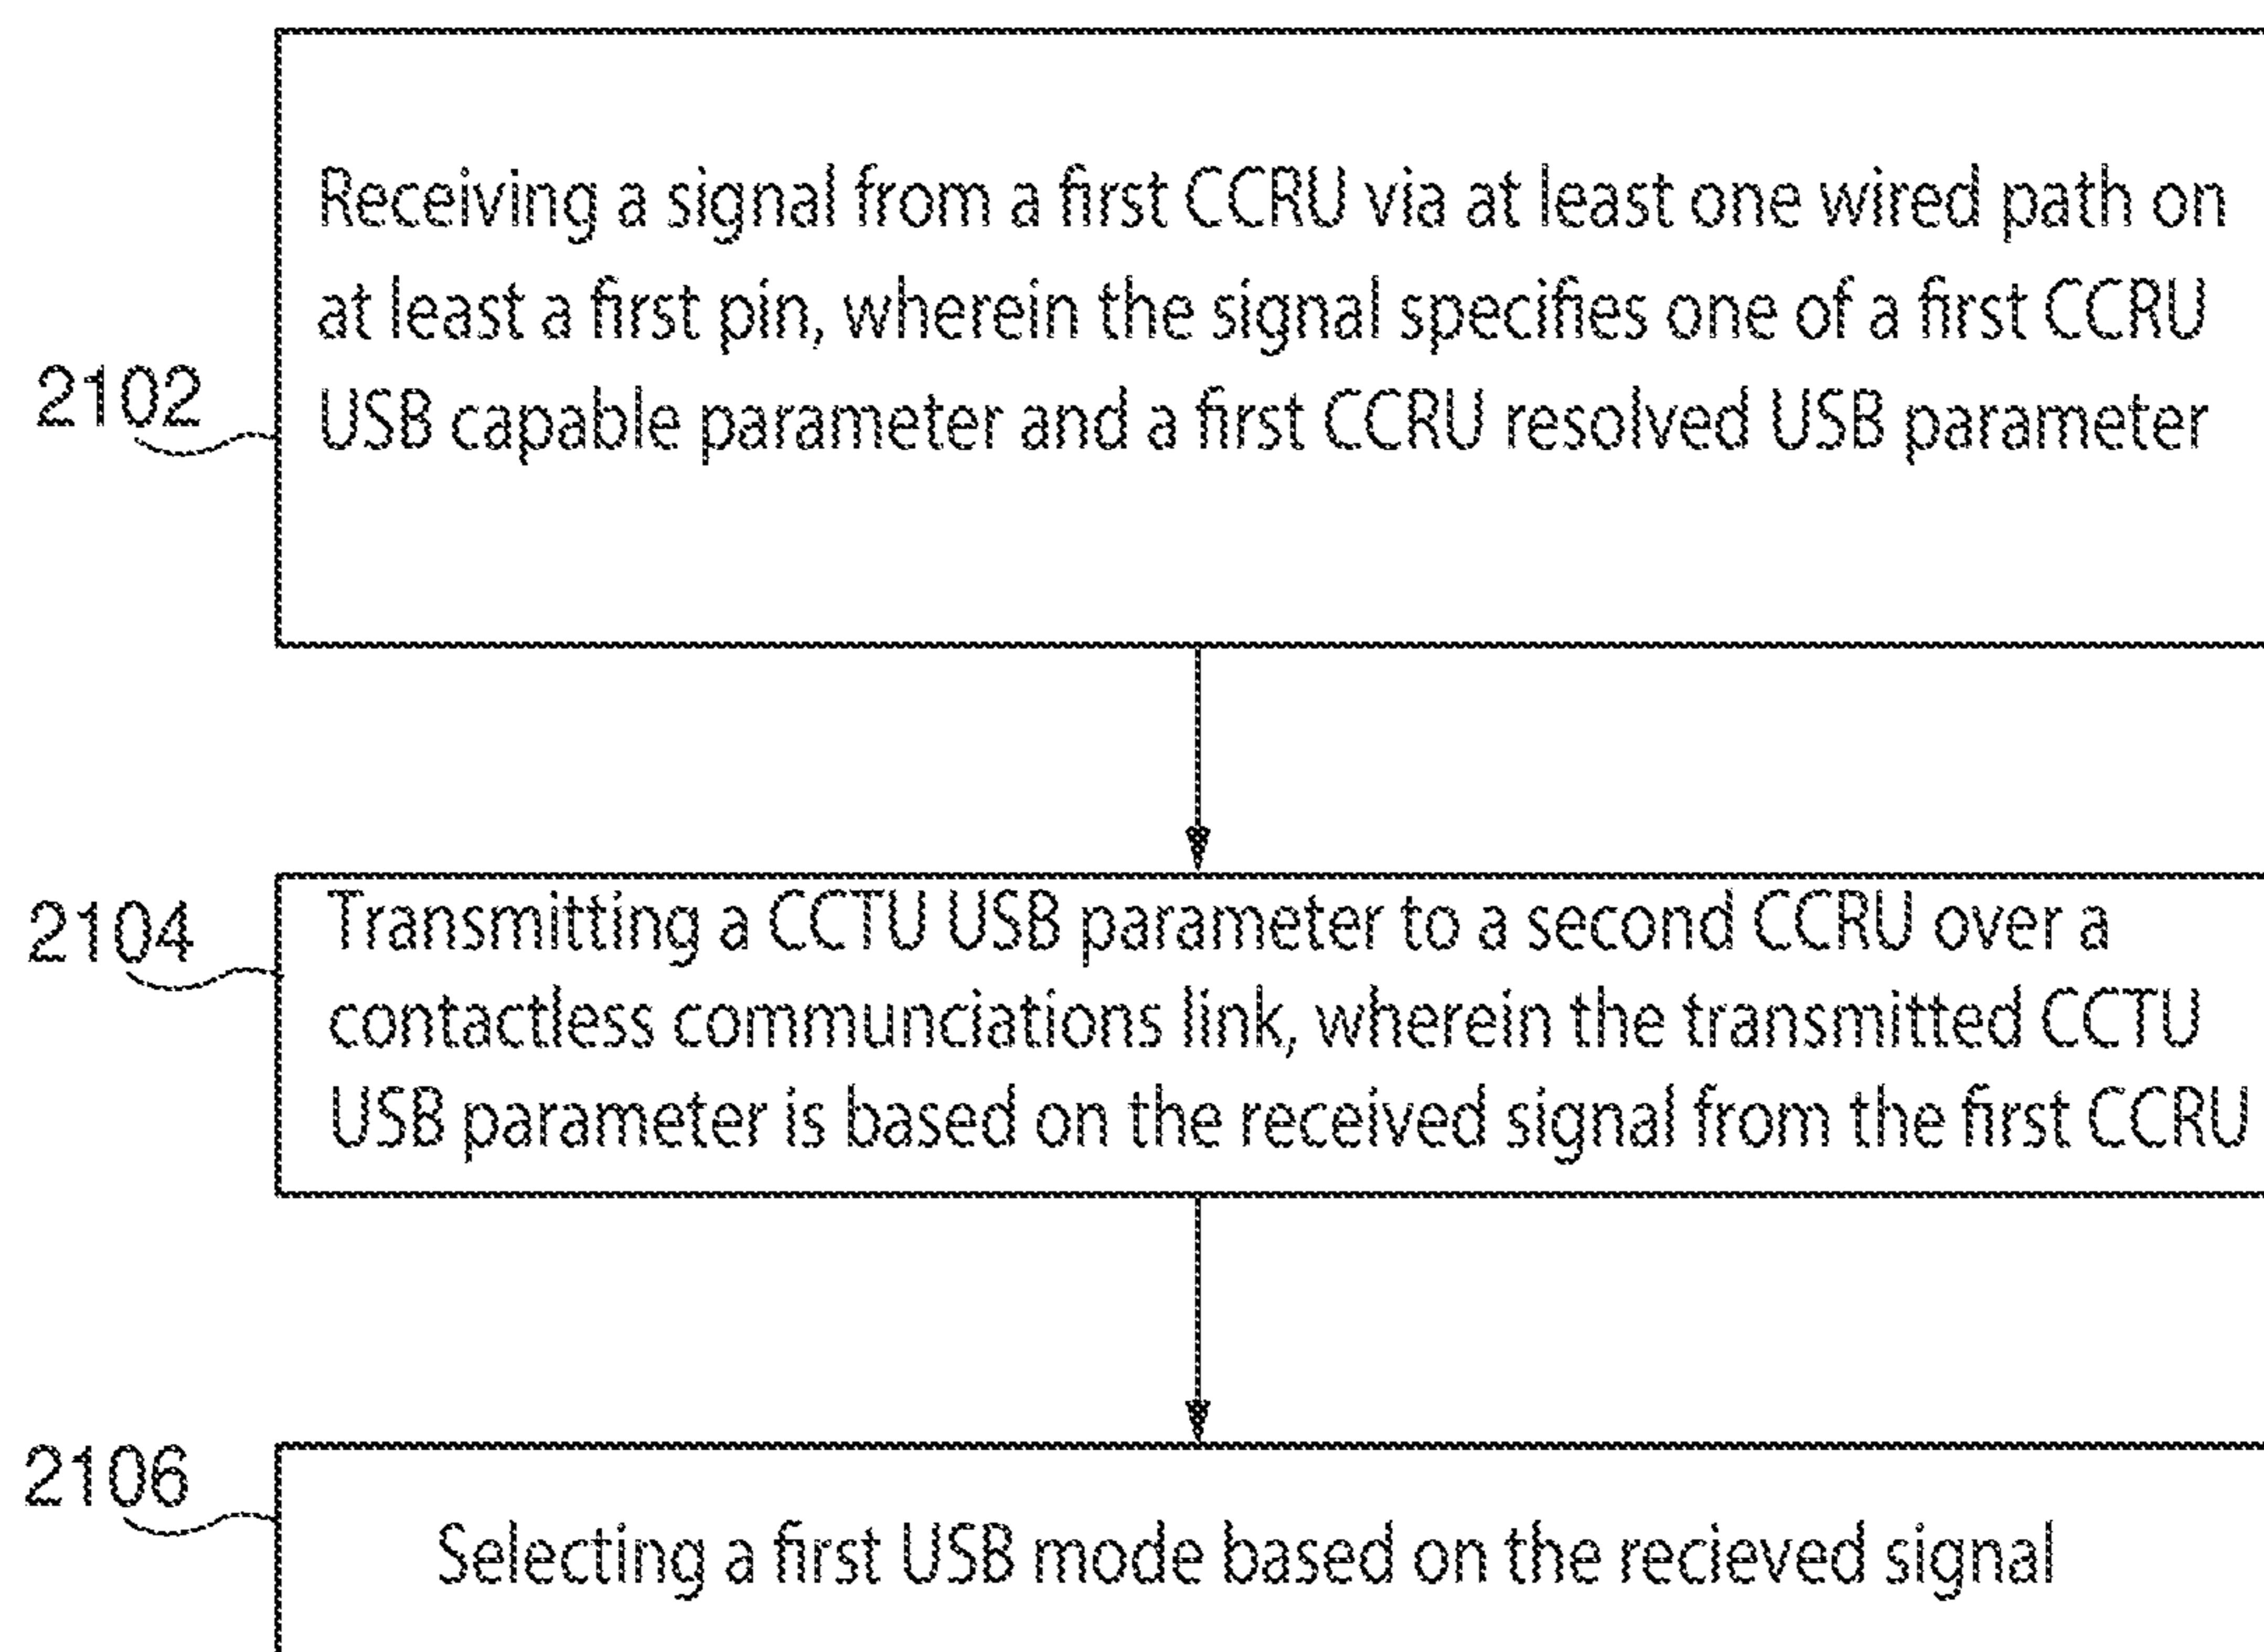 Receiving a signal from a first CCRU via at least one wired path on
at least a first pin, wherein the signal specifies one of a first CCRU
USB capable parameter and a first CCRU resolved USB parameter
2102
Transmitting a CCTU USB parameter to a second CCRU over a
contactless communciations link, wherein the transmitted CCTU
USB parameter is based on the received signal from the first CCRU
2104
2106
Selecting a first USB mode based on the recieved signal